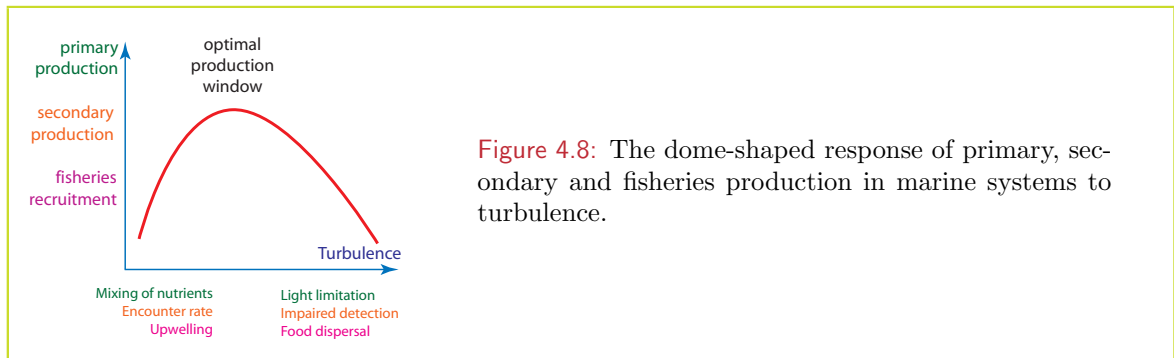 primary
production
optimal
production
window
secondary
production
fisheries
recruitment
Turbulence
Mixing of nutrients
Encounter rate
Upwelling
Light limitation
Impaired detection
Food dispersal
Figure 4.8: The dome-shaped response of primary, sec-
ondary and fisheries production in marine systems to
turbulence.